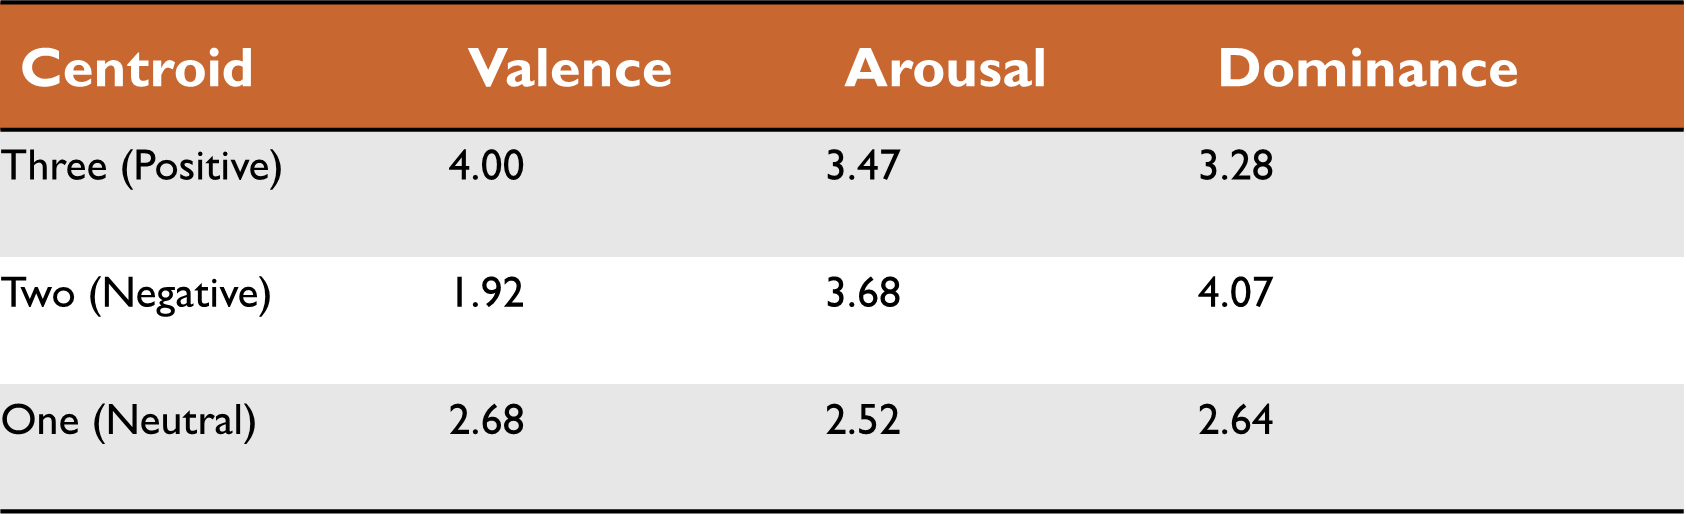 Centroid Valence Arousal Dominance
Three (Positive) 4.00 3.47 3.28
Two (Negative) 1.92 3.68 4.07
One (Neutral) 2.68 2.52 2.64